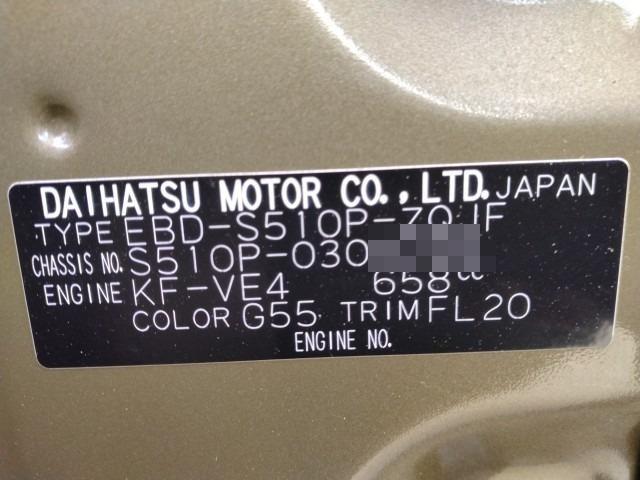 DAIHATSU MOTOR CO.,LTD. JAPAN
TYPE EBD-S510P-
CHASSIS NO. S510P-030
ENGINE KF-VE4 658cc
COLOR G55 TRIM FL20
ENGINE NO.